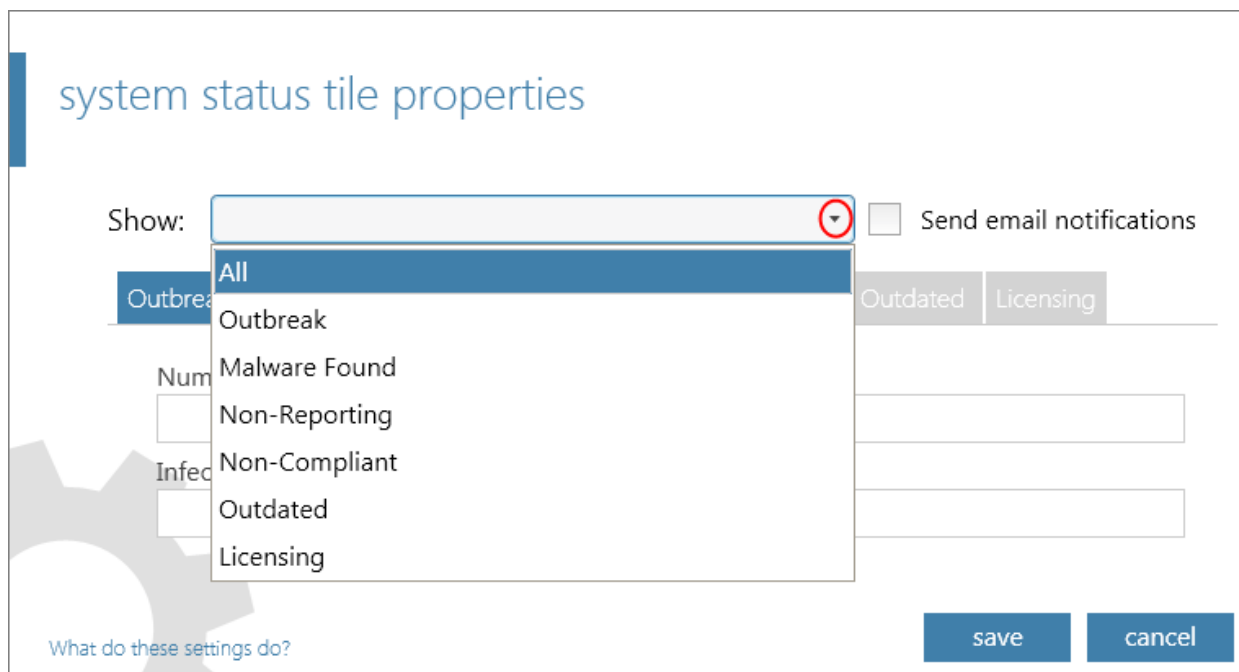 system status tile properties
Show:
Send email notifications
All
Outbreak
Malware Found
Non-Reporting
Non-Compliant
Outdated
Licensing
Outdated Licensing
What do these settings do?
save
cancel